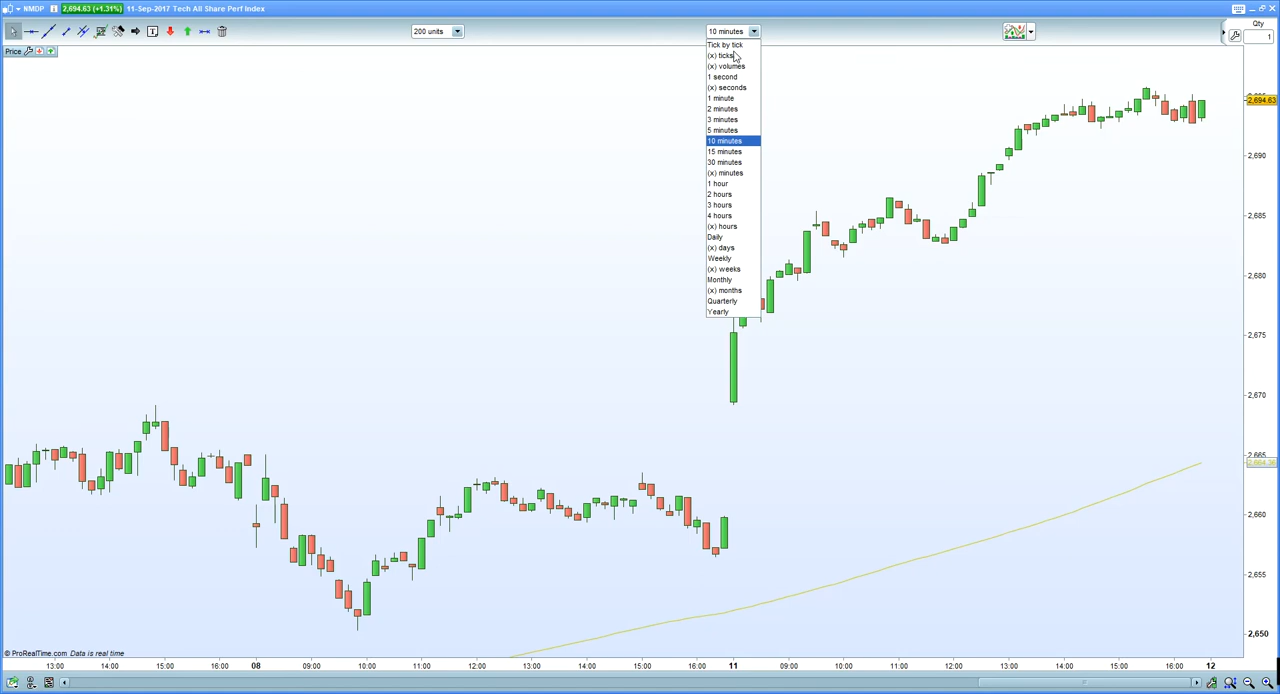 NMDP 2,694.63 (+1.31%) 11-Sep-2017 Tech All Share Perf Index
200 units
10 minutes
Qty
1
Price
Tick by tick
(x) ticks
(x) volumes
1 second
(x) seconds
1 minute
2 minutes
3 minutes
5 minutes
10 minutes
15 minutes
30 minutes
(x) minutes
1 hour
2 hours
3 hours
4 hours
(x) hours
Daily
(x) days
Weekly
(x) weeks
Monthly
(x) months
Quarterly
Yearly
2,694.63
2,690
2,685
2,680
2,675
2,670
2,665
2,660
2,655
2,650
© ProRealTime.com Data is real time
13:00 14:00 15:00 16:00 08 09:00 10:00 11:00 12:00 13:00 14:00 15:00 16:00 11 09:00 10:00 11:00 12:00 13:00 14:00 15:00 16:00 12